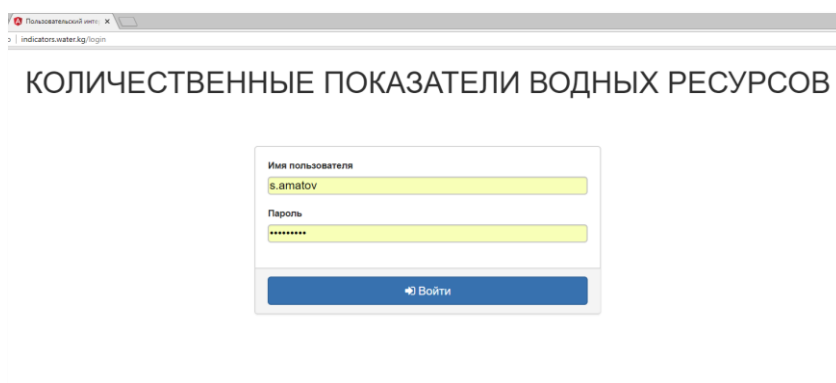 Пользовательский инте
indicators.water.kg/login
КОЛИЧЕСТВЕННЫЕ ПОКАЗАТЕЛИ ВОДНЫХ РЕСУРСОВ
Имя пользователя
s.amatov
Пароль
•••••••••
Войти